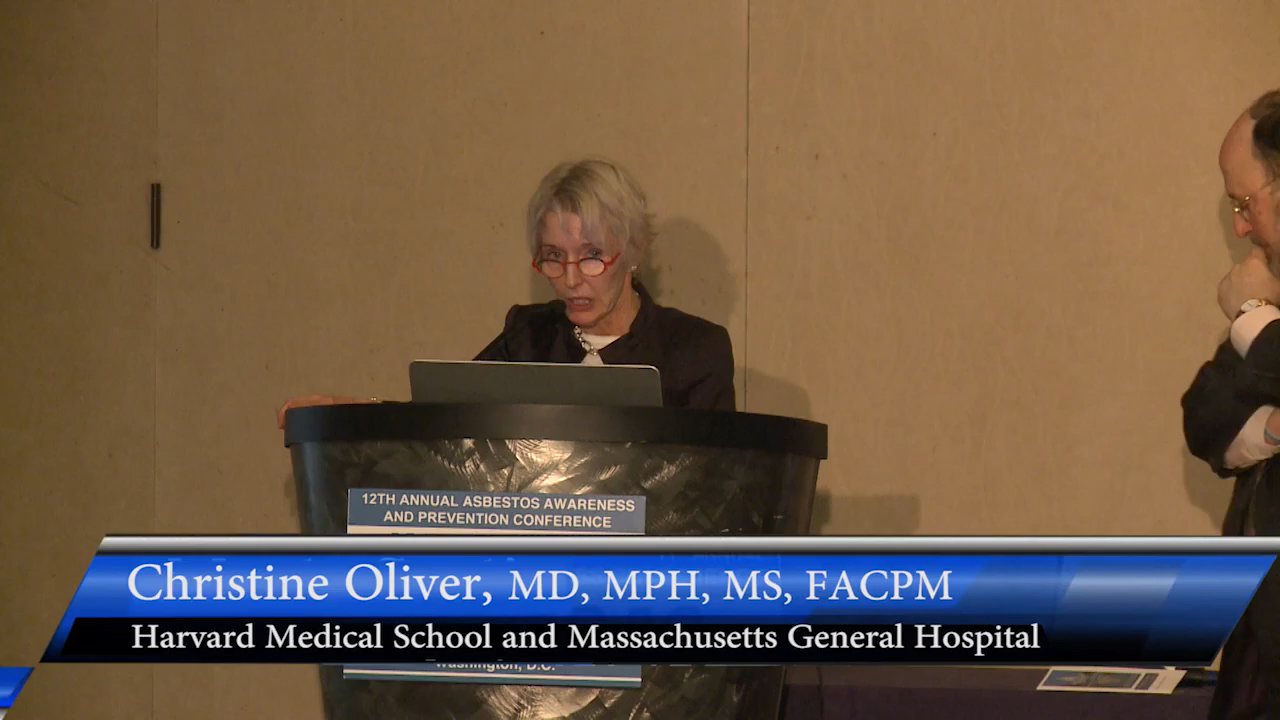 12TH ANNUAL ASBESTOS AWARENESS
AND PREVENTION CONFERENCE
Christine Oliver, MD, MPH, MS, FACPM
Harvard Medical School and Massachusetts General Hospital
Washington, D.C.